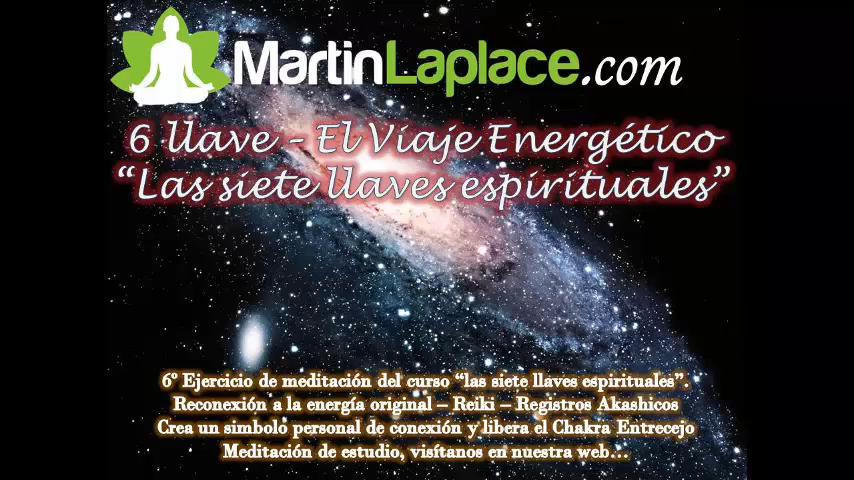 MartinLaplace.com
6 llave – El Viaje Energético
“Las siete llaves espirituales”
6º Ejercicio de meditación del curso “las siete llaves espirituales”.
Reconexión a la energía original – Reiki – Registros Akashicos
Crea un simbolo personal de conexión y libera el Chakra Entrecejo
Meditación de estudio, visítanos en nuestra web…